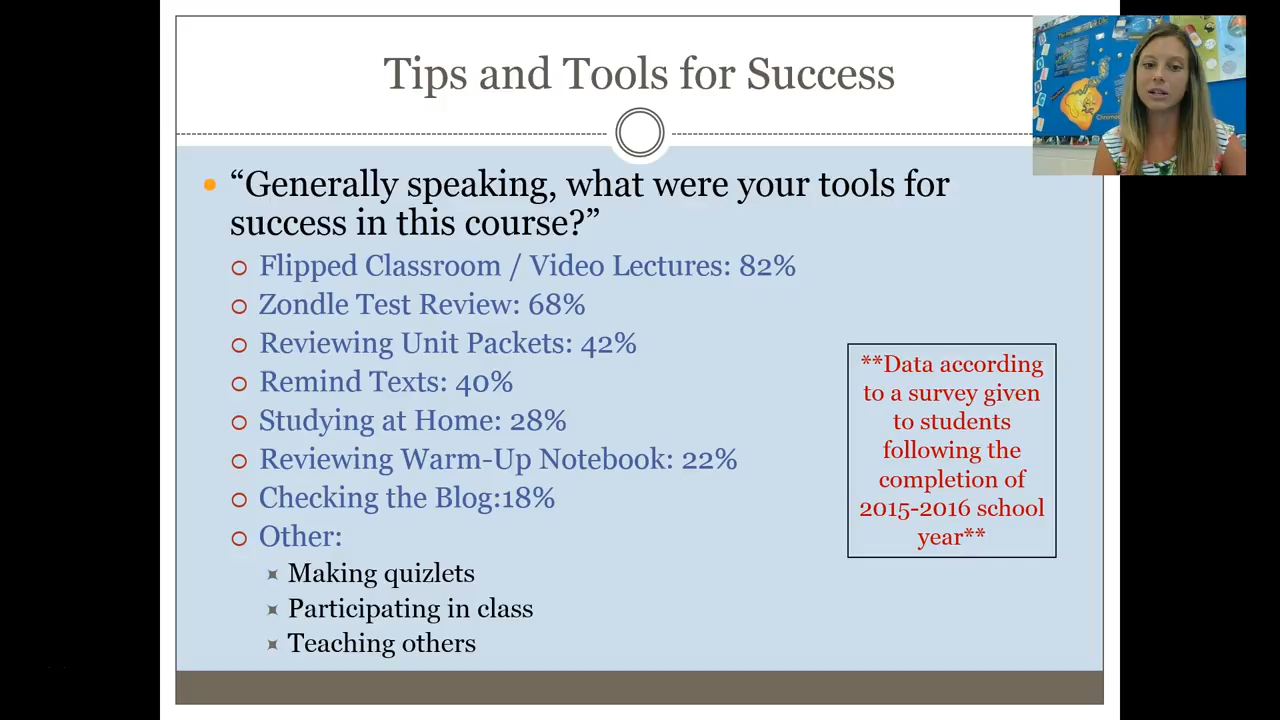 Tips and Tools for Success
“Generally speaking, what were your tools for
success in this course?”
Flipped Classroom / Video Lectures: 82%
Zondle Test Review: 68%
Reviewing Unit Packets: 42%
Remind Texts: 40%
Studying at Home: 28%
Reviewing Warm-Up Notebook: 22%
Checking the Blog:18%
Other:
Making quizlets
Participating in class
Teaching others
**Data according
to a survey given
to students
following the
completion of
2015-2016 school
year**